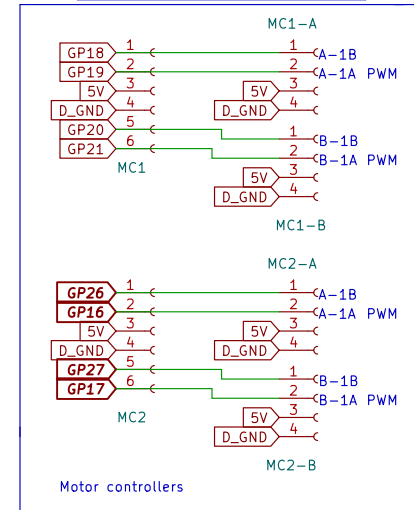 MC1-A
GP18 1 1 A-1B
GP19 2 2 A-1A PWM
5V 3 5V 3
D_GND 4 D_GND 4
GP20 5 1 B-1B
GP21 6 2 B-1A PWM
MC1 5V 3
D_GND 4
MC1-B
MC2-A
GP26 1 1 A-1B
GP16 2 2 A-1A PWM
5V 3 5V 3
D_GND 4 D_GND 4
GP27 5 1 B-1B
GP17 6 2 B-1A PWM
MC2 5V 3
D_GND 4
MC2-B
Motor controllers